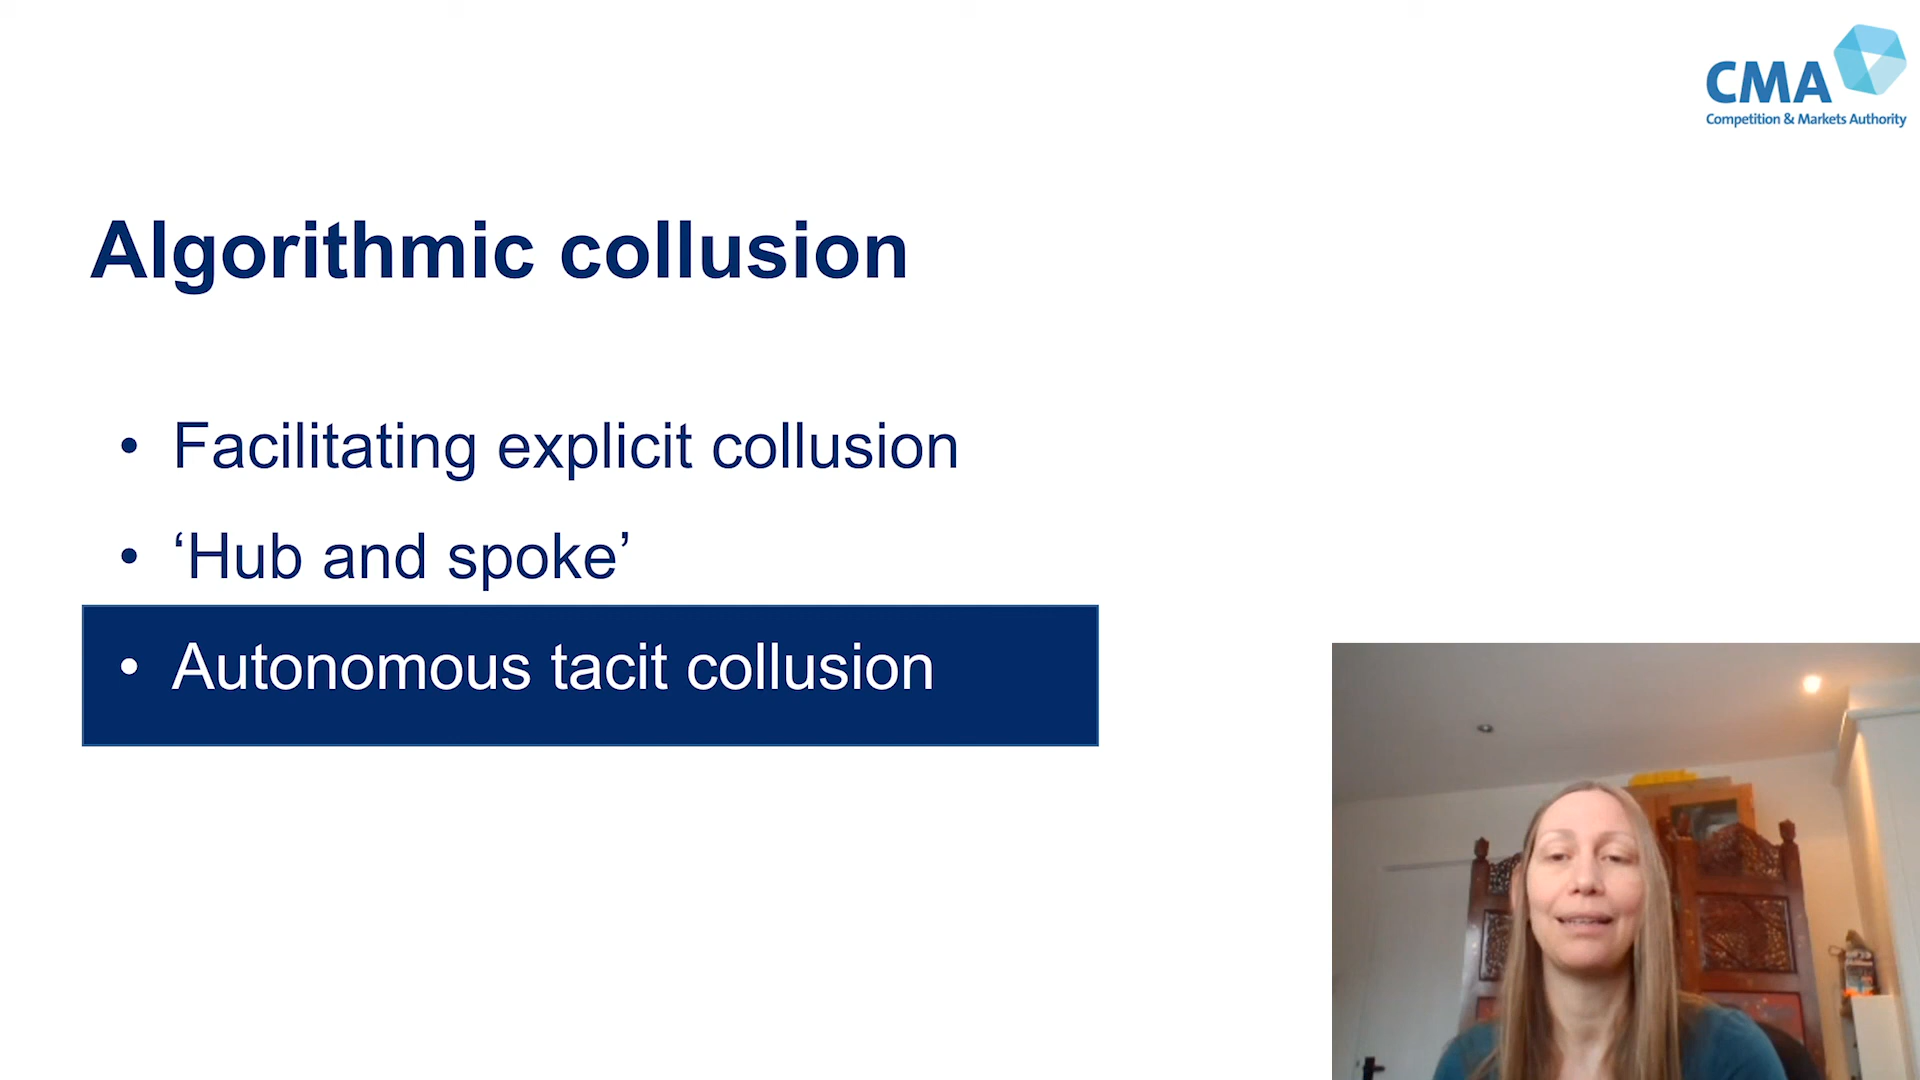 CMA
Competition & Markets Authority
Algorithmic collusion
• Facilitating explicit collusion
• ‘Hub and spoke’
• Autonomous tacit collusion